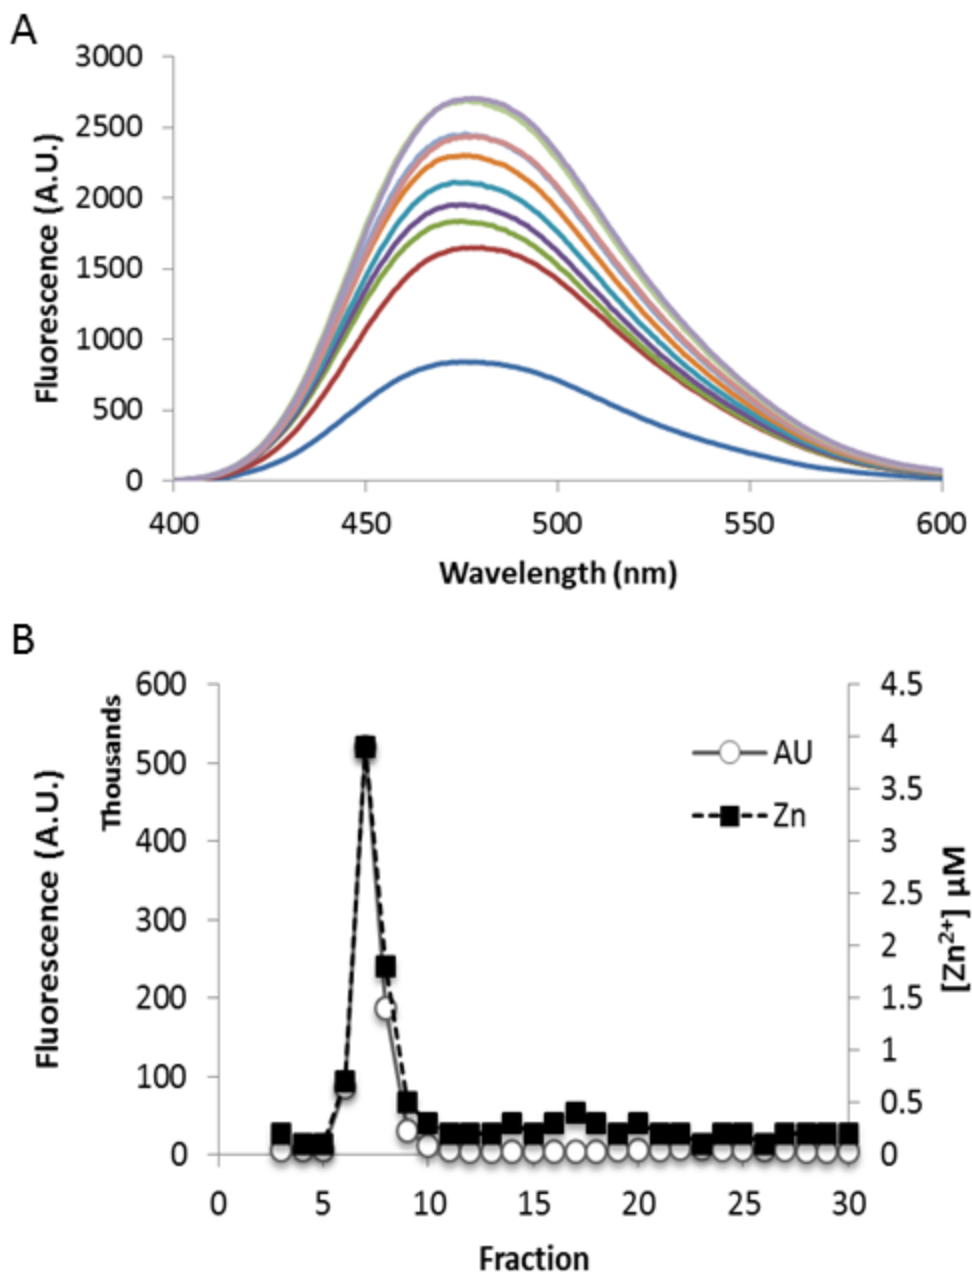 A
Fluorescence (A.U.)
3000
2500
2000
1500
1000
500
0
400 450 500 550 600
Wavelength (nm)
B
Fluorescence (A.U.)
Thousands
600
500
400
300
200
100
0
4.5
4
3.5
3
2.5
2
1.5
1
0.5
0
[Zn²⁺] µM
AU
Zn
0 5 10 15 20 25 30
Fraction